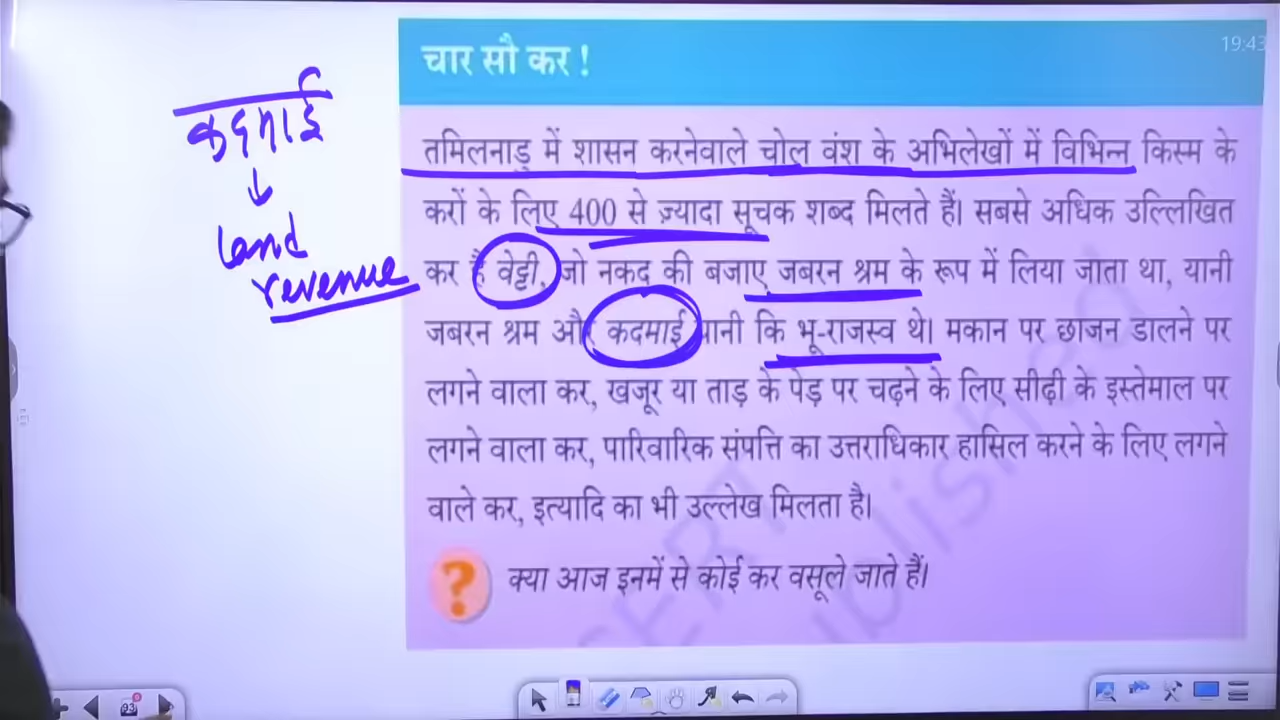 चार सौ कर !
19:43
कदमाई
↓
land
revenue
तमिलनाडु में शासन करनेवाले चोल वंश के अभिलेखों में विभिन्न किस्म के
करों के लिए 400 से ज़्यादा सूचक शब्द मिलते हैं। सबसे अधिक उल्लिखित
कर है वेट्टी, जो नकद की बजाए जबरन श्रम के रूप में लिया जाता था, यानी
जबरन श्रम और कदमाई यानी कि भू-राजस्व थे। मकान पर छाजन डालने पर
लगने वाला कर, खजूर या ताड़ के पेड़ पर चढ़ने के लिए सीढ़ी के इस्तेमाल पर
लगने वाला कर, पारिवारिक संपत्ति का उत्तराधिकार हासिल करने के लिए लगने
वाले कर, इत्यादि का भी उल्लेख मिलता है।
? क्या आज इनमें से कोई कर वसूले जाते हैं।
93